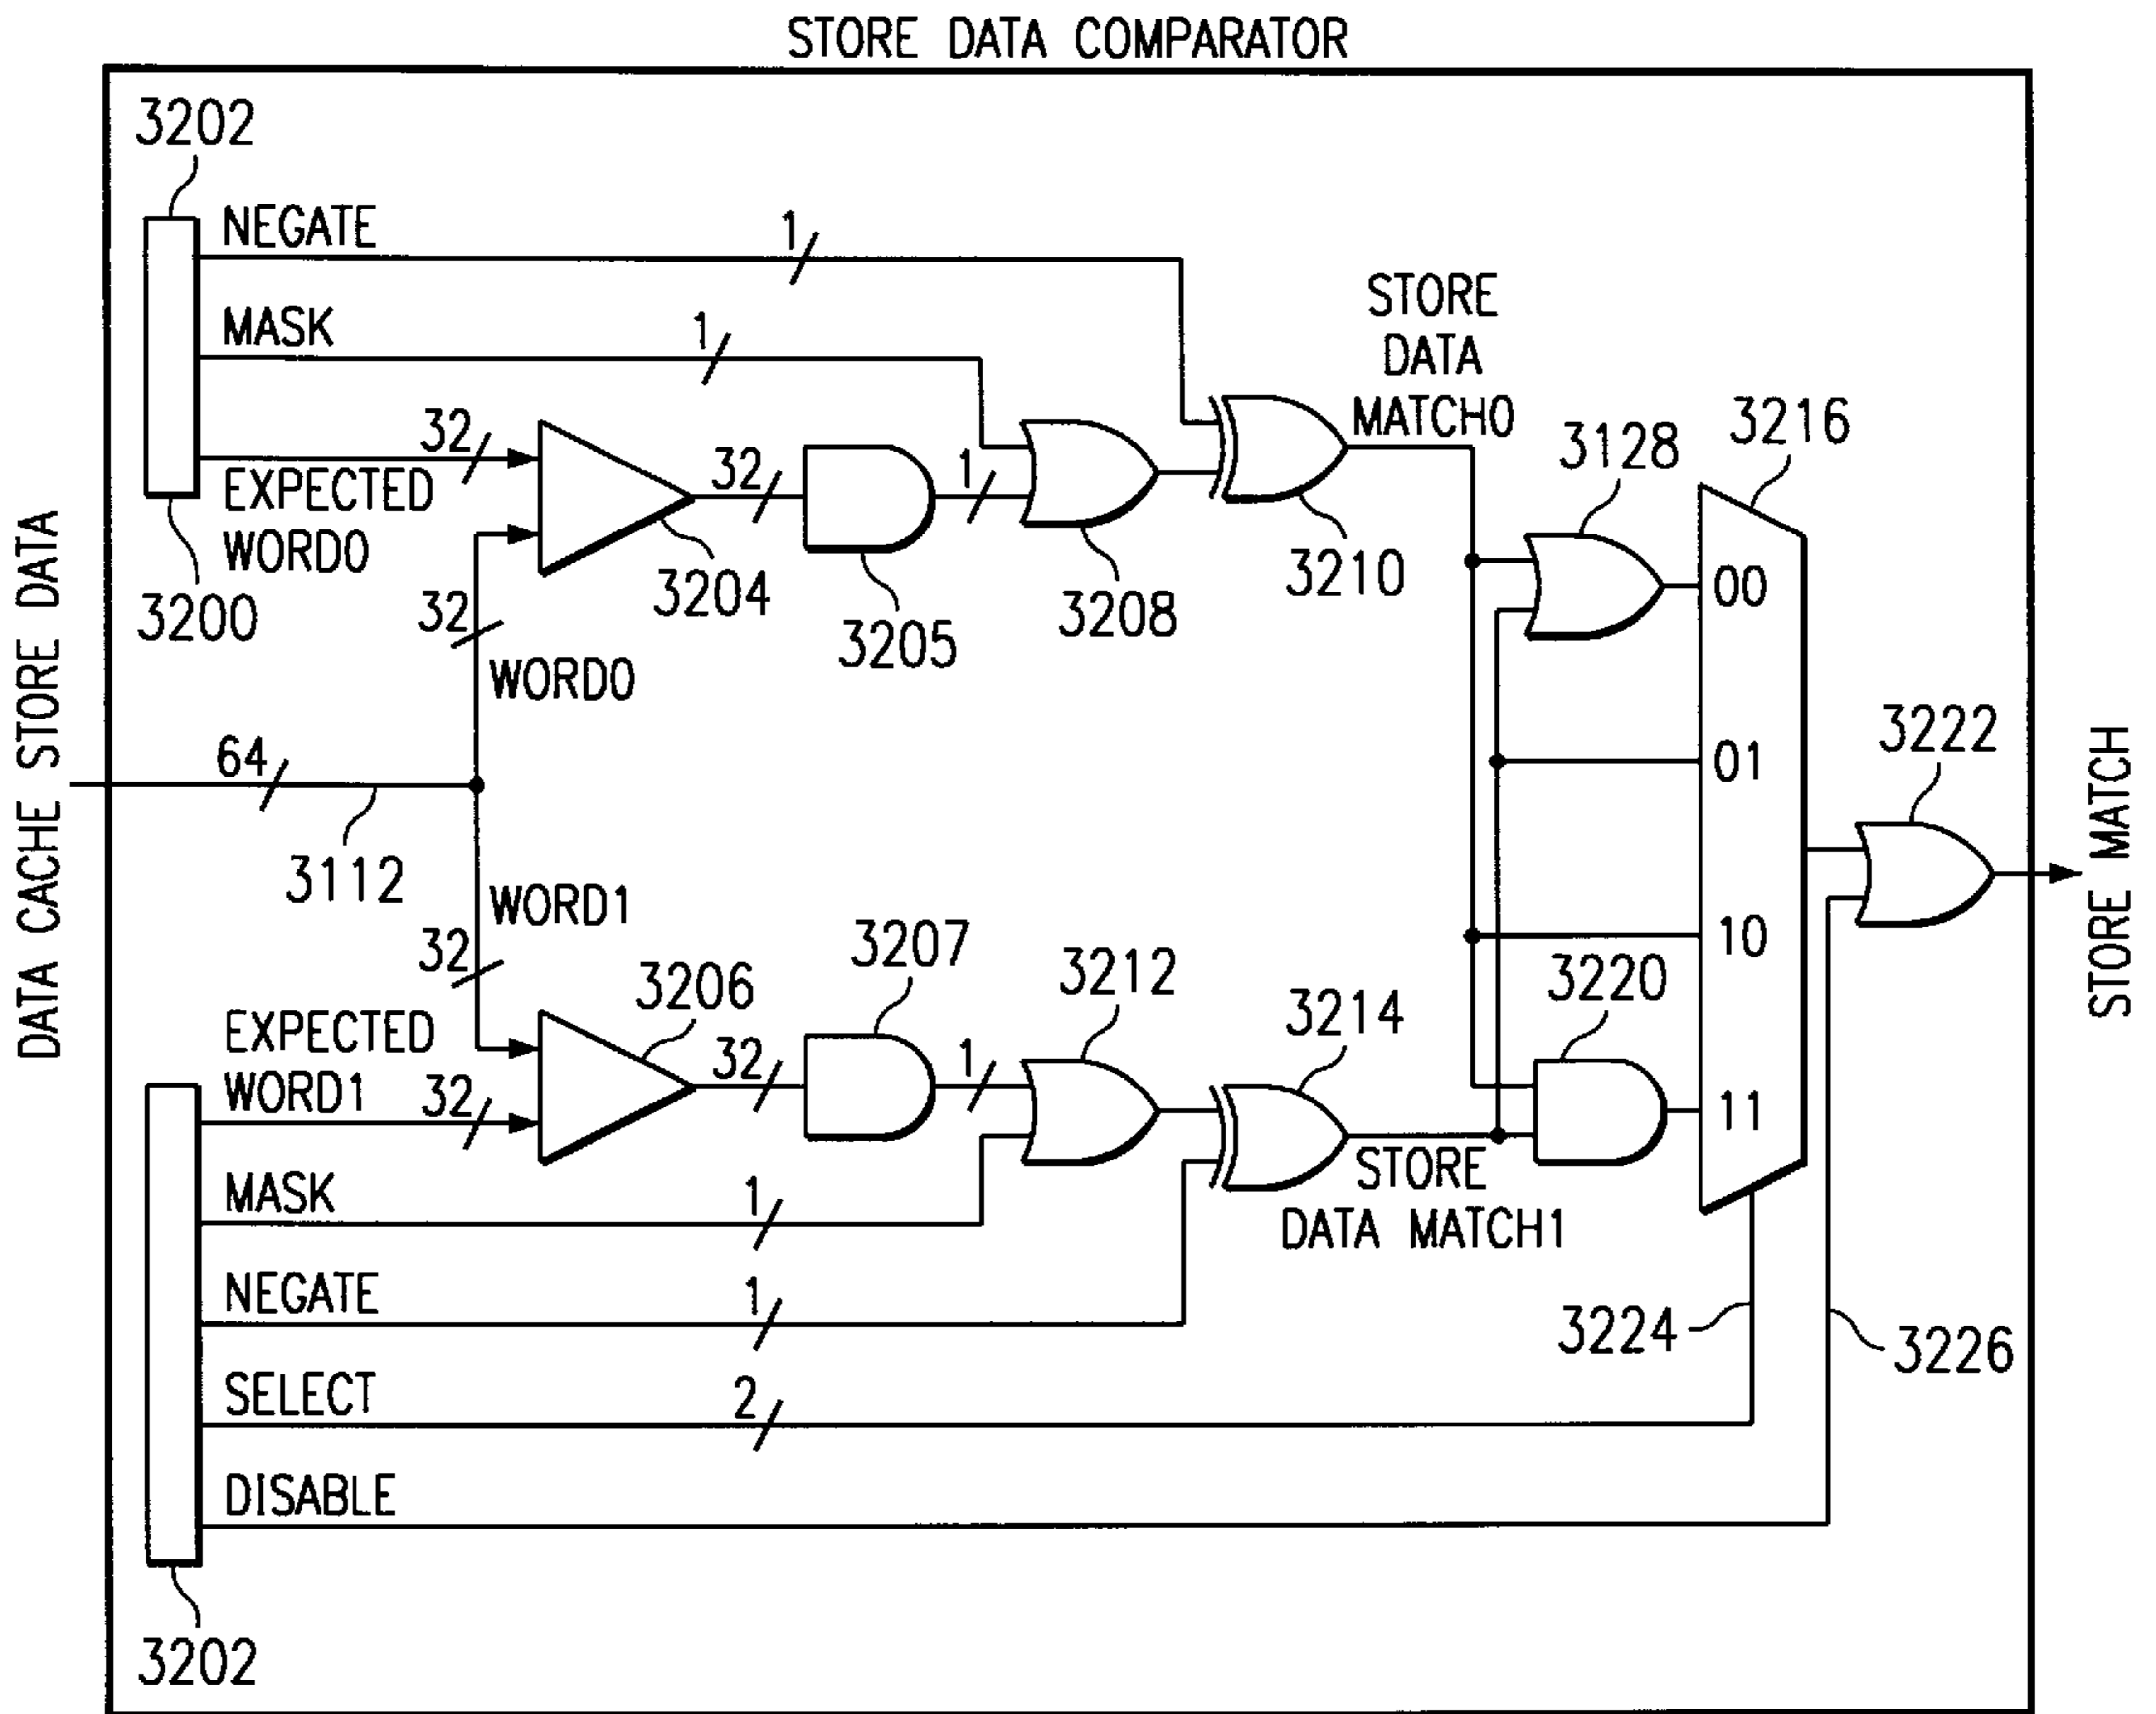 STORE DATA COMPARATOR
3202
NEGATE
1
MASK
1
STORE
DATA
MATCH0
3216
3128
32
EXPECTED
WORD0
32
1
3200
32
3204
3205
3208
3210
00
WORD0
DATA CACHE STORE DATA
64
3112
01
3222
STORE MATCH
WORD1
32
3206
3207
3212
3214
3220
10
EXPECTED
WORD1
32
32
1
11
STORE
DATA MATCH1
MASK
1
NEGATE
1
3224
3226
SELECT
2
DISABLE
3202